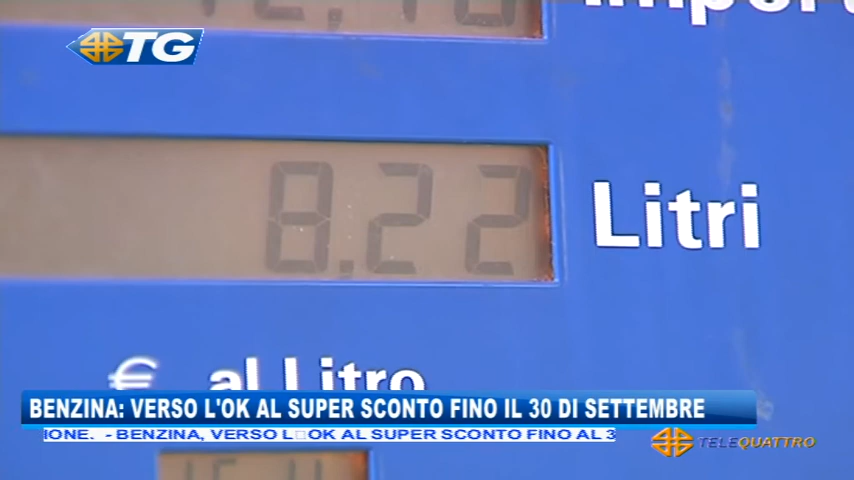 TG
8.22 Litri
€ al Litro
BENZINA: VERSO L'OK AL SUPER SCONTO FINO IL 30 DI SETTEMBRE
IONE. - BENZINA, VERSO L□OK AL SUPER SCONTO FINO AL 3
TELEQUATTRO